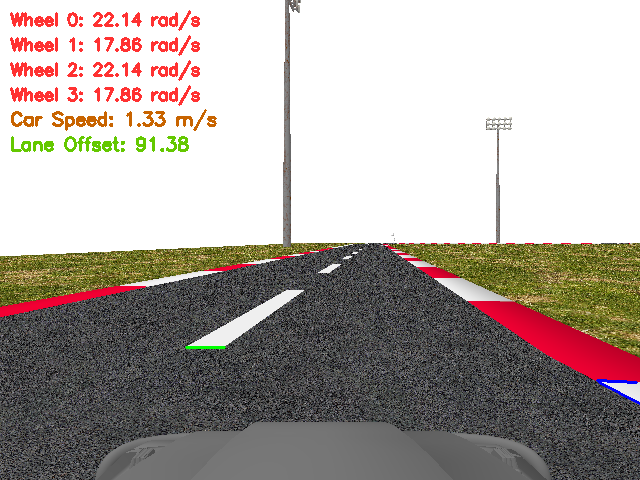 Wheel 0: 22.14 rad/s
Wheel 1: 17.86 rad/s
Wheel 2: 22.14 rad/s
Wheel 3: 17.86 rad/s
Car Speed: 1.33 m/s
Lane Offset: 91.38